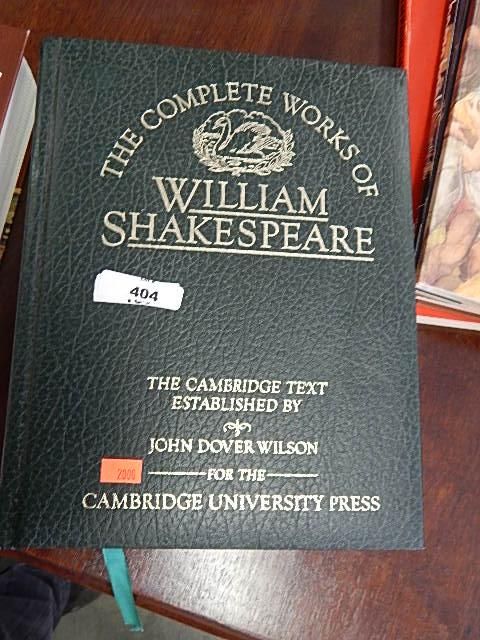 THE COMPLETE WORKS OF
WILLIAM
SHAKESPEARE
404
THE CAMBRIDGE TEXT
ESTABLISHED BY
JOHN DOVER WILSON
2000
FOR THE
CAMBRIDGE UNIVERSITY PRESS